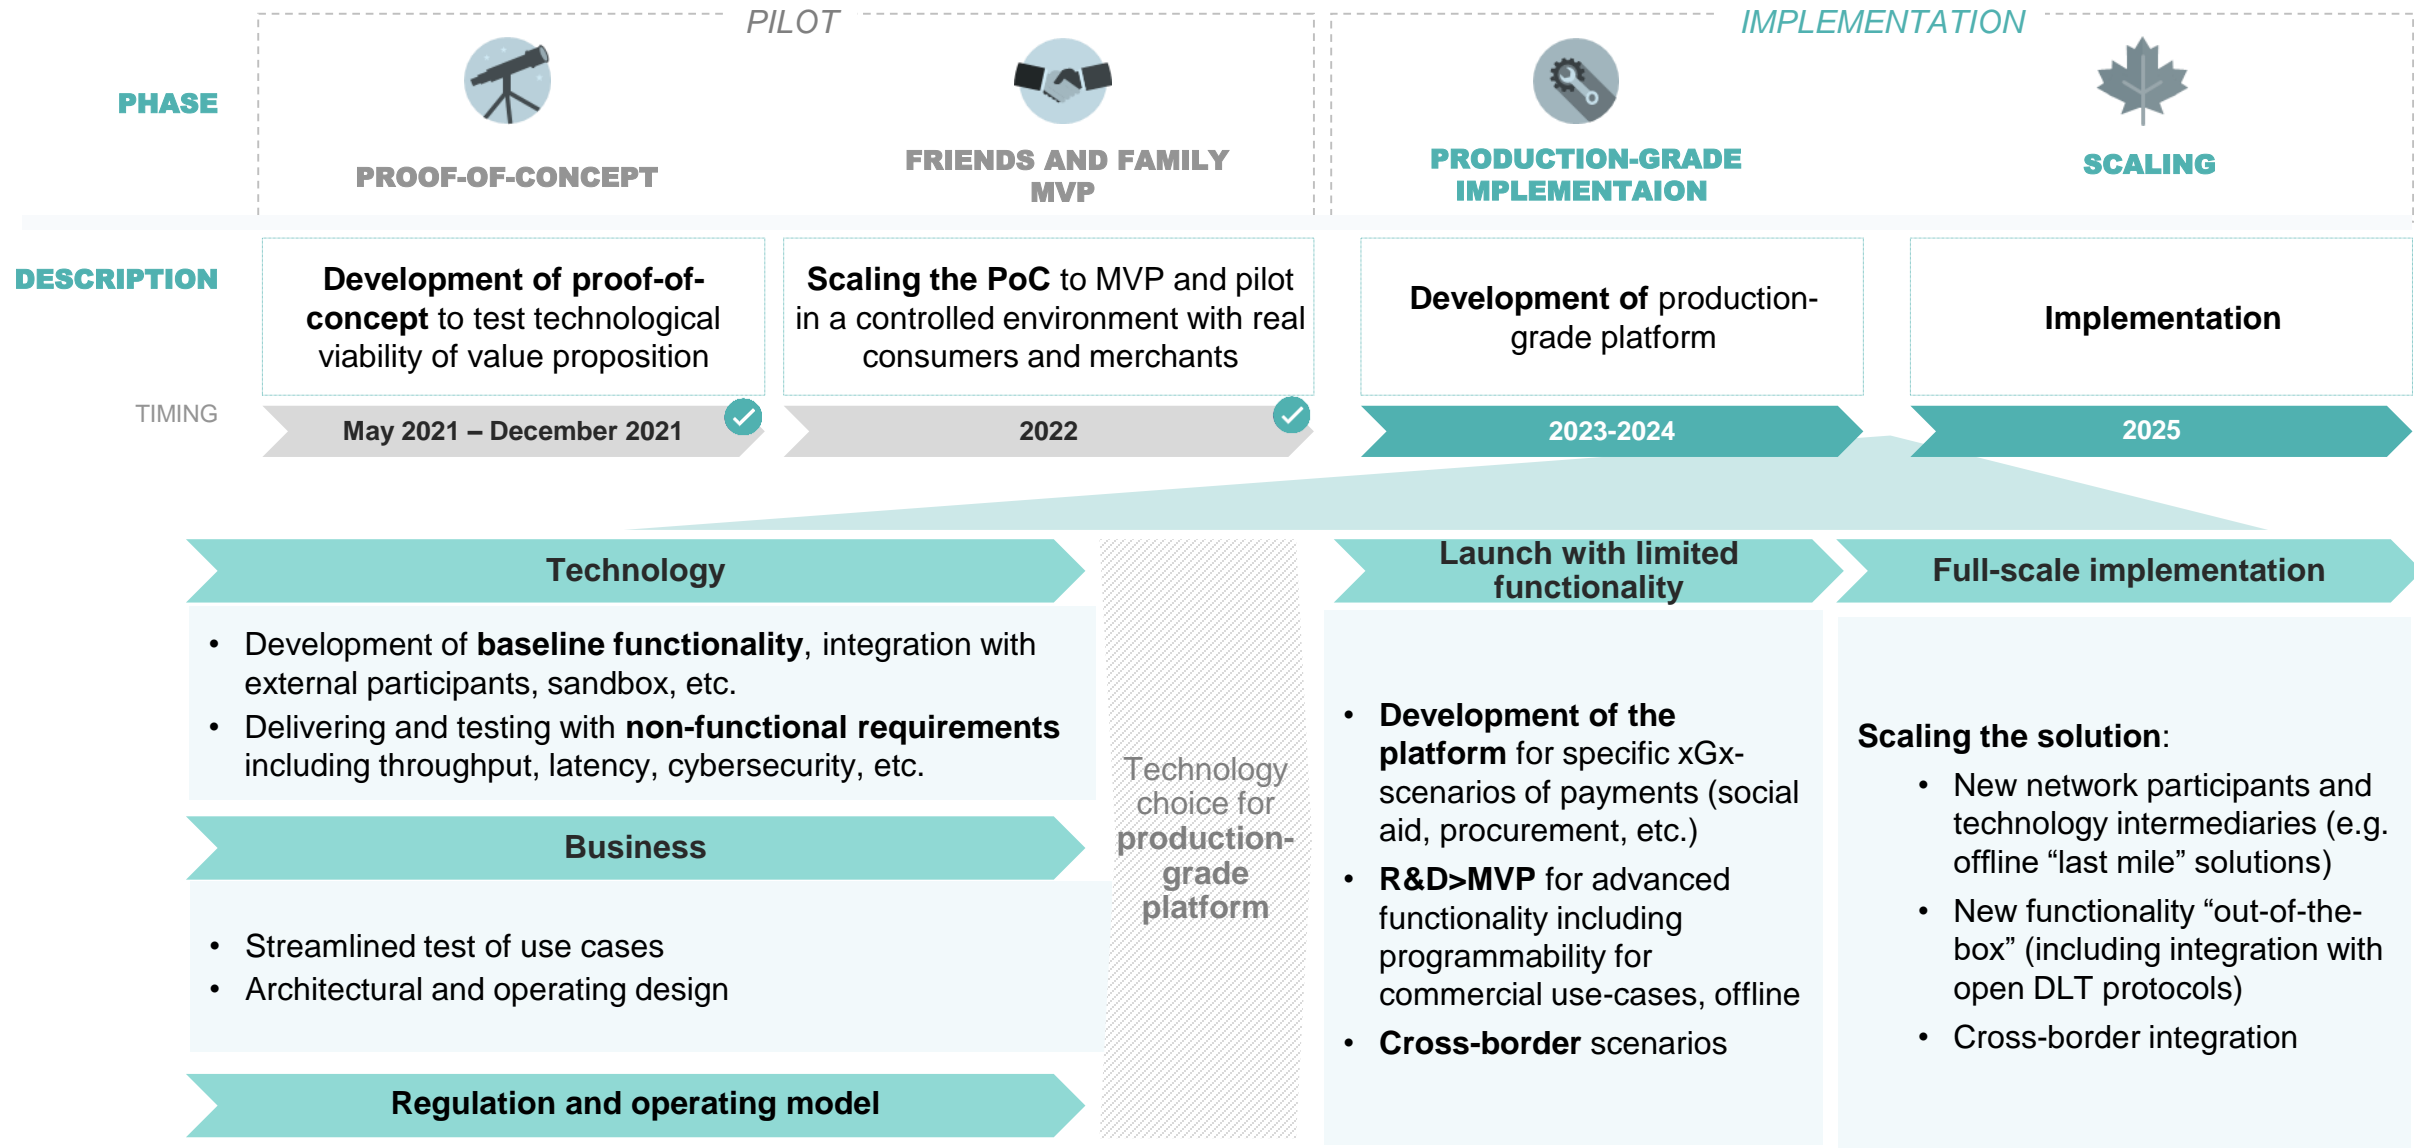 PILOT
IMPLEMENTATION
PHASE
PROOF-OF-CONCEPT
FRIENDS AND FAMILY
MVP
PRODUCTION-GRADE
IMPLEMENTAION
SCALING
DESCRIPTION
Development of proof-of-
concept to test technological
viability of value proposition
Scaling the PoC to MVP and pilot
in a controlled environment with real
consumers and merchants
Development of production-
grade platform
Implementation
TIMING
May 2021 – December 2021
2022
2023-2024
2025
Technology
• Development of baseline functionality, integration with
external participants, sandbox, etc.
• Delivering and testing with non-functional requirements
including throughput, latency, cybersecurity, etc.
Business
• Streamlined test of use cases
• Architectural and operating design
Regulation and operating model
Technology
choice for
production-
grade
platform
Launch with limited
functionality
• Development of the
platform for specific xGx-
scenarios of payments (social
aid, procurement, etc.)
• R&D>MVP for advanced
functionality including
programmability for
commercial use-cases, offline
• Cross-border scenarios
Full-scale implementation
Scaling the solution:
• New network participants and
technology intermediaries (e.g.
offline “last mile” solutions)
• New functionality “out-of-the-
box” (including integration with
open DLT protocols)
• Cross-border integration